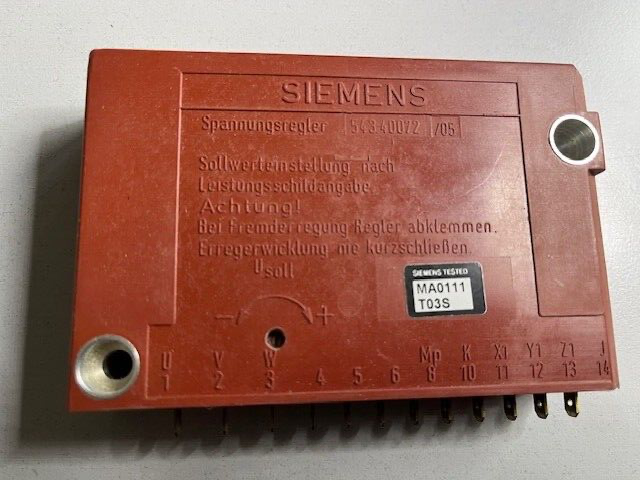 SIEMENS
Spannungsregler 54340072 /05
Sollwerteinstellung nach
Leistungsschildangabe.
Achtung!
Bei Fremderregung Regler abklemmen.
Erregerwicklung nie kurzschließen.
Usoll
SIEMENS TESTED
MA0111
T03S
− +
U V W Mp K X1 Y1 Z1 J
1 2 3 4 5 6 8 10 11 12 13 14